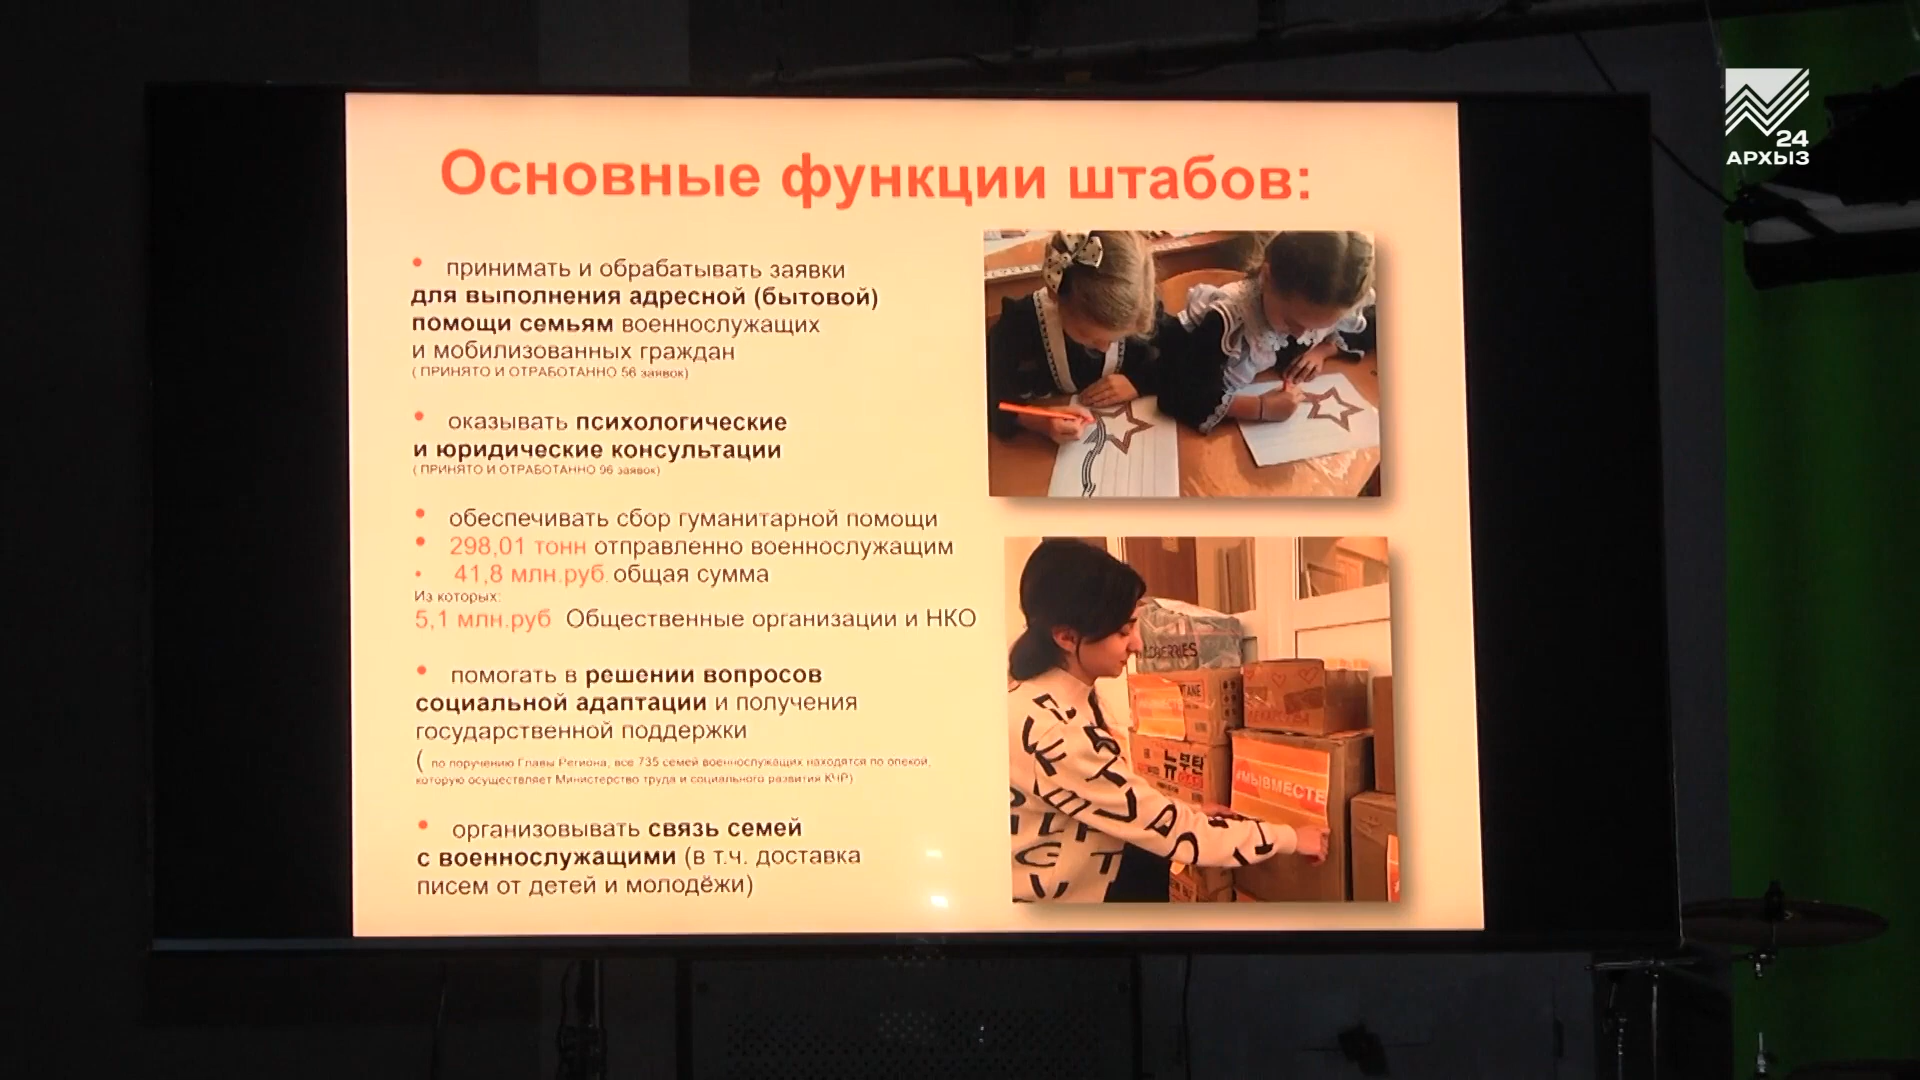 24
АРХЫЗ
Основные функции штабов:
• принимать и обрабатывать заявки
для выполнения адресной (бытовой)
помощи семьям военнослужащих
и мобилизованных граждан
( ПРИНЯТО И ОТРАБОТАННО 56 заявок)
• оказывать психологические
и юридические консультации
( ПРИНЯТО И ОТРАБОТАННО 96 заявок)
• обеспечивать сбор гуманитарной помощи
• 298,01 тонн отправленно военнослужащим
• 41,8 млн.руб. общая сумма
Из которых:
5,1 млн.руб Общественные организации и НКО
• помогать в решении вопросов
социальной адаптации и получения
государственной поддержки
( по поручению Главы Региона, все 735 семей военнослужащих находятся по опекой,
которую осуществляет Министерство труда и социального развития КЧР)
• организовывать связь семей
с военнослужащими (в т.ч. доставка
писем от детей и молодёжи)
뉴부탄
GAS
#МЫВМЕСТЕ